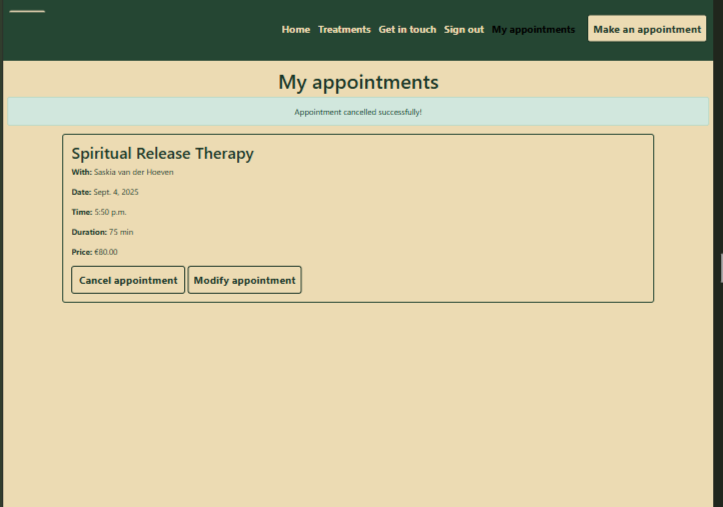 Home Treatments Get in touch Sign out My appointments Make an appointment
My appointments
Appointment cancelled successfully!
Spiritual Release Therapy
With: Saskia van der Hoeven
Date: Sept. 4, 2025
Time: 5:50 p.m.
Duration: 75 min
Price: €80.00
Cancel appointment Modify appointment